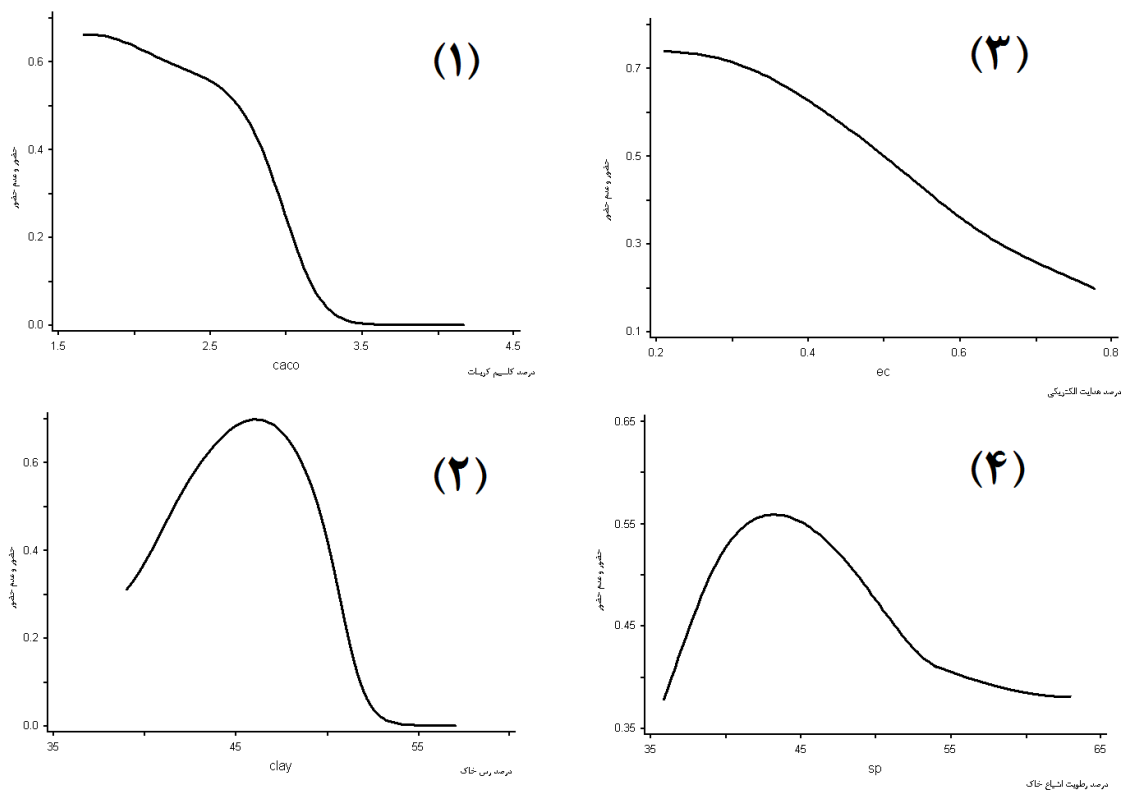 (۱)
حضور و عدم حضور
0.6
0.4
0.2
0.0
1.5 2.5 3.5 4.5
caco
درصد کلسیم کربنات
(۳)
حضور و عدم حضور
0.7
0.5
0.3
0.1
0.2 0.4 0.6 0.8
ec
درصد هدایت الکتریکی
(۲)
حضور و عدم حضور
0.6
0.4
0.2
0.0
35 45 55
clay
درصد رس خاک
(۴)
حضور و عدم حضور
0.65
0.55
0.45
0.35
35 45 55 65
sp
درصد رطوبت اشباع خاک